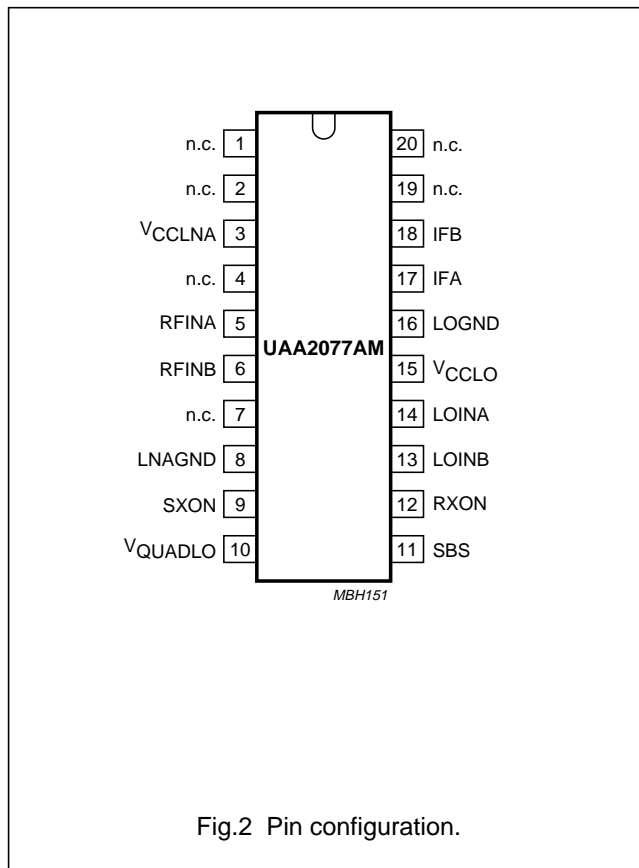 n.c. 1 20 n.c.
n.c. 2 19 n.c.
VCCLNA 3 18 IFB
n.c. 4 17 IFA
RFINA 5 16 LOGND
UAA2077AM
RFINB 6 15 VCCLO
n.c. 7 14 LOINA
LNAGND 8 13 LOINB
SXON 9 12 RXON
VQUADLO 10 11 SBS
MBH151
Fig.2 Pin configuration.